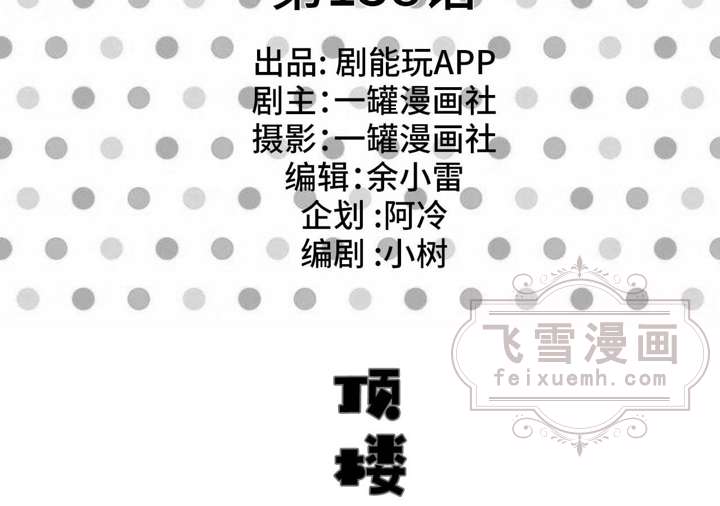 出品: 剧能玩APP
剧主:一罐漫画社
摄影:一罐漫画社
编辑:余小雷
企划 :阿冷
编剧 :小树
飞雪漫画
feixuemh.com
顶
楼